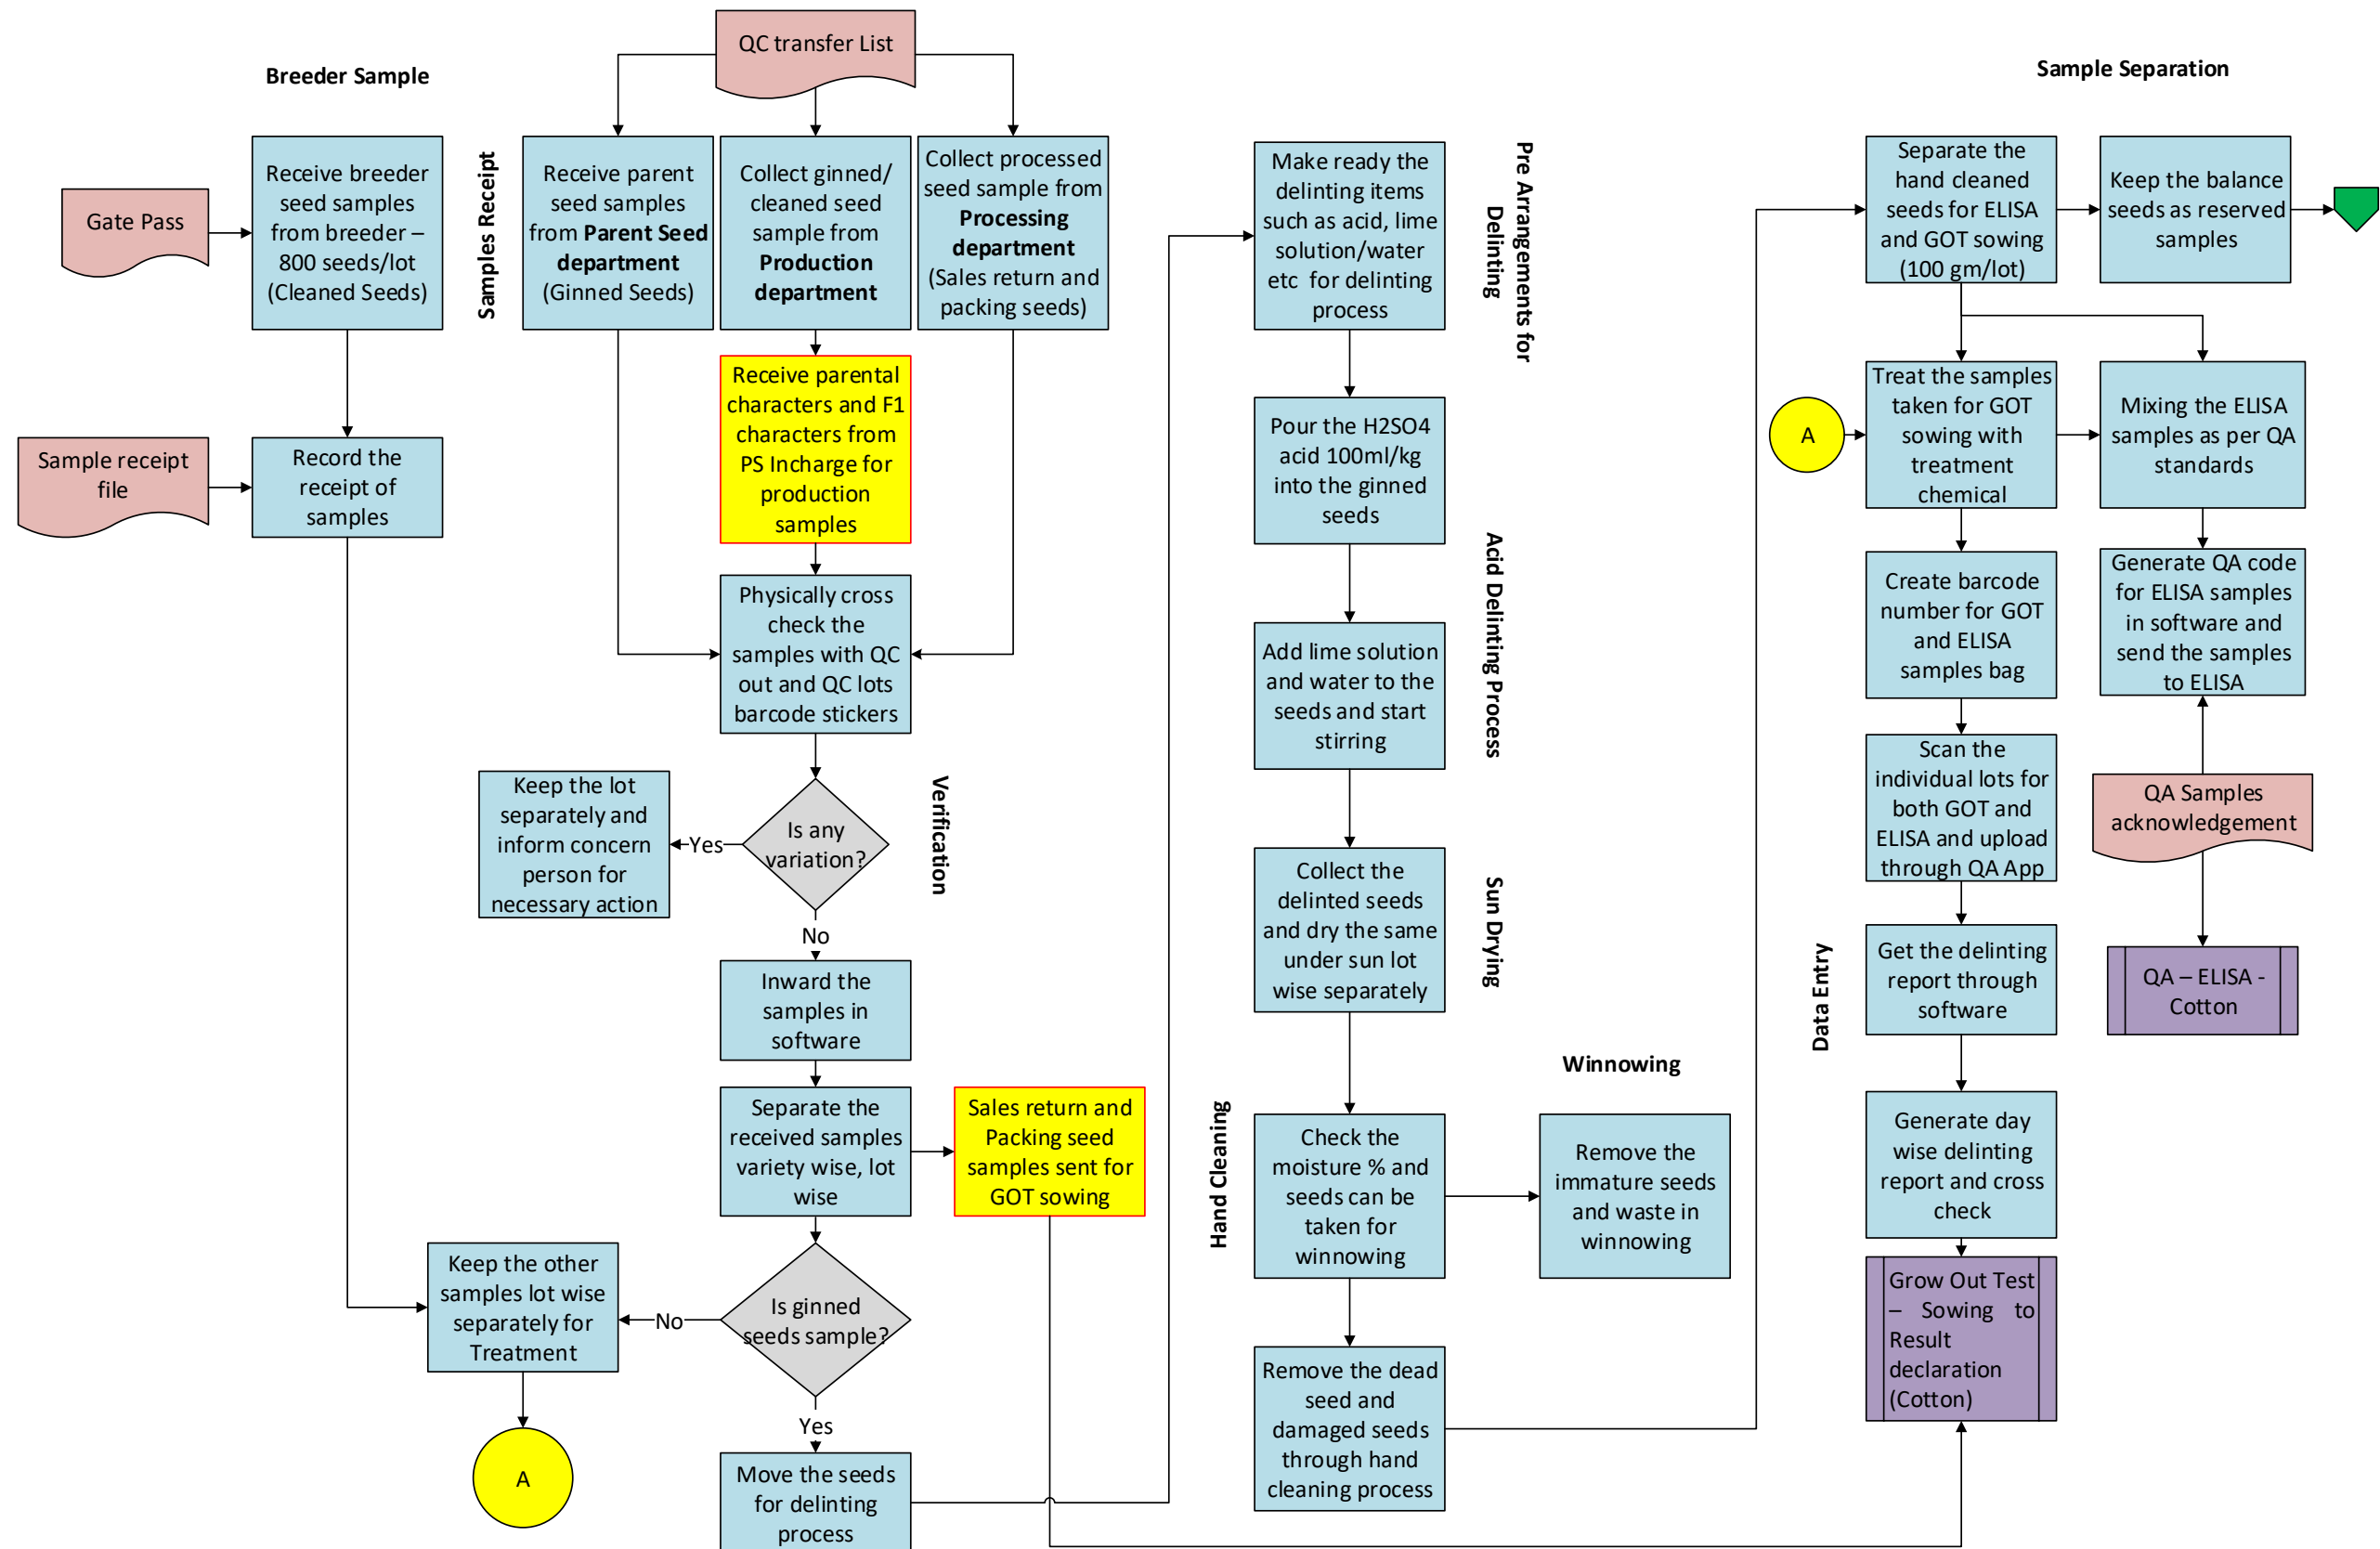 Breeder Sample
Gate Pass
Receive breeder
seed samples
from breeder –
800 seeds/lot
(Cleaned Seeds)
Sample receipt
file
Record the
receipt of
samples
QC transfer List
Samples Receipt
Receive parent
seed samples
from Parent Seed
department
(Ginned Seeds)
Collect ginned/
cleaned seed
sample from
Production
department
Collect processed
seed sample from
Processing
department
(Sales return and
packing seeds)
Receive parental
characters and F1
characters from
PS Incharge for
production
samples
Physically cross
check the
samples with QC
out and QC lots
barcode stickers
Verification
Is any
variation?
Yes
Keep the lot
separately and
inform concern
person for
necessary action
No
Inward the
samples in
software
Separate the
received samples
variety wise, lot
wise
Sales return and
Packing seed
samples sent for
GOT sowing
Is ginned
seeds sample?
No
Keep the other
samples lot wise
separately for
Treatment
A
Yes
Move the seeds
for delinting
process
Pre Arrangements for
Delinting
Make ready the
delinting items
such as acid, lime
solution/water
etc for delinting
process
Acid Delinting Process
Pour the H2SO4
acid 100ml/kg
into the ginned
seeds
Add lime solution
and water to the
seeds and start
stirring
Sun Drying
Collect the
delinted seeds
and dry the same
under sun lot
wise separately
Hand Cleaning
Check the
moisture % and
seeds can be
taken for
winnowing
Winnowing
Remove the
immature seeds
and waste in
winnowing
Remove the dead
seed and
damaged seeds
through hand
cleaning process
Sample Separation
Separate the
hand cleaned
seeds for ELISA
and GOT sowing
(100 gm/lot)
Keep the balance
seeds as reserved
samples
A
Treat the samples
taken for GOT
sowing with
treatment
chemical
Mixing the ELISA
samples as per QA
standards
Create barcode
number for GOT
and ELISA
samples bag
Generate QA code
for ELISA samples
in software and
send the samples
to ELISA
Scan the
individual lots for
both GOT and
ELISA and upload
through QA App
QA Samples
acknowledgement
Data Entry
Get the delinting
report through
software
QA – ELISA -
Cotton
Generate day
wise delinting
report and cross
check
Grow Out Test
– Sowing to
Result
declaration
(Cotton)